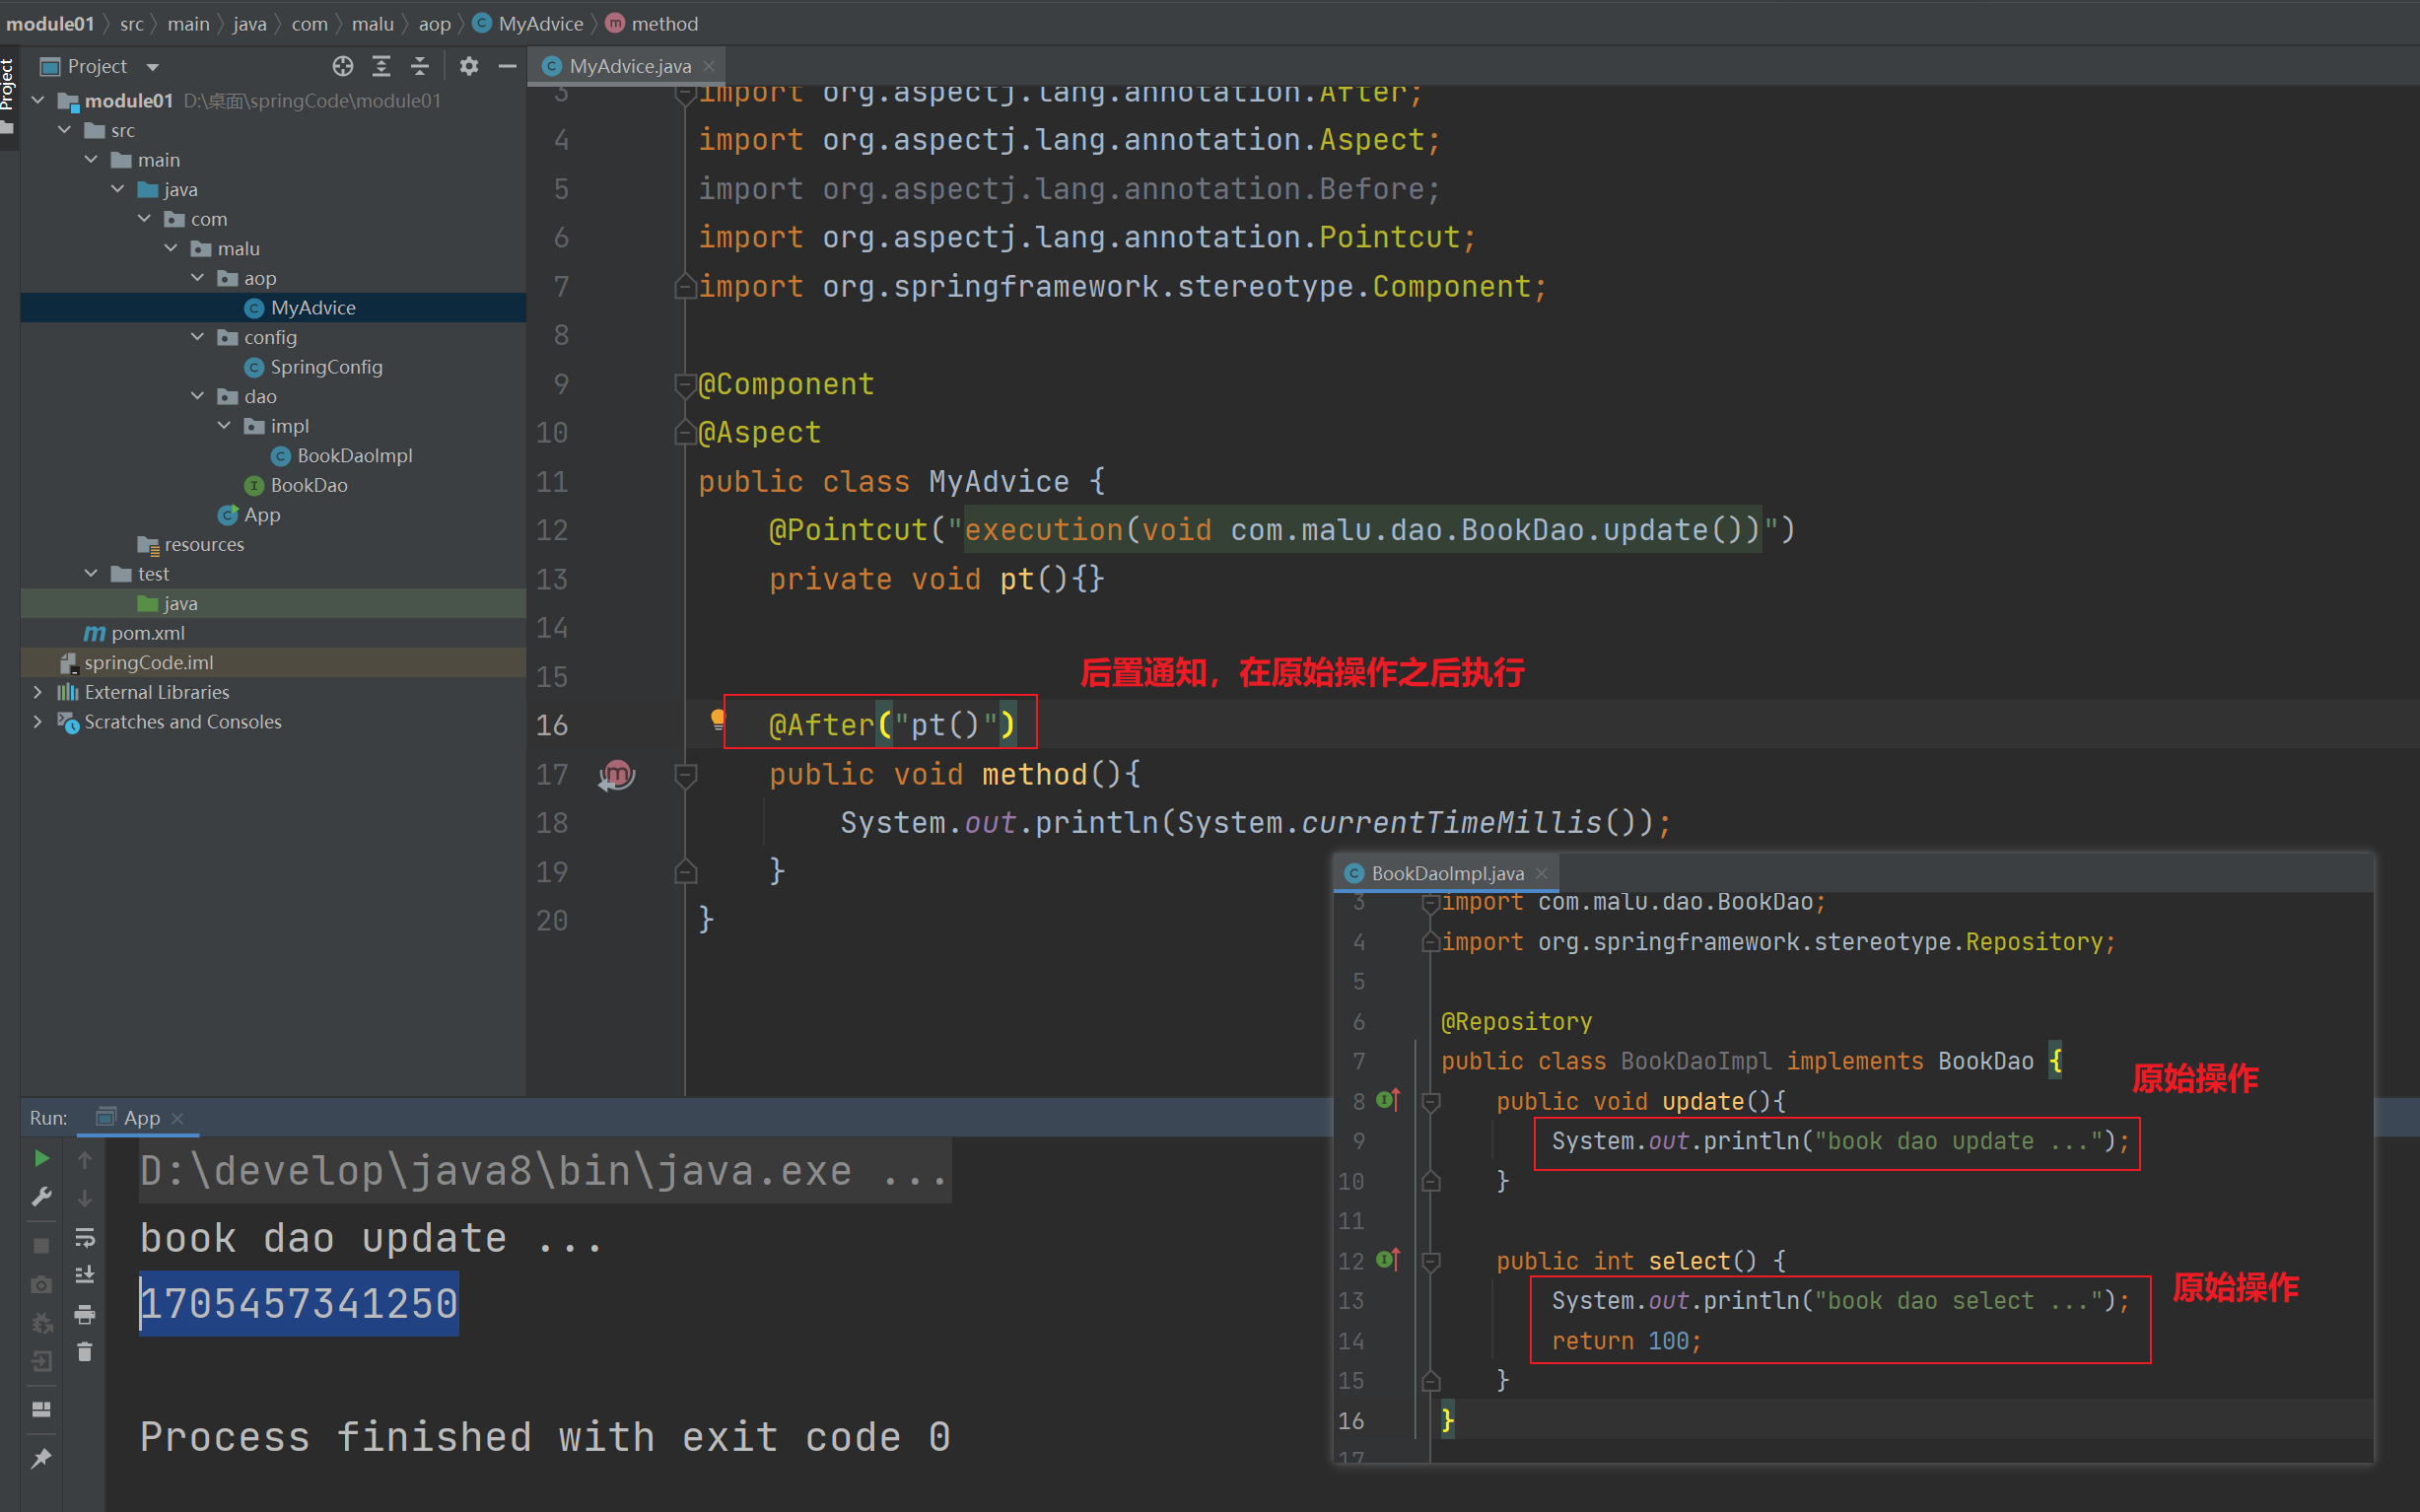 module01 src main java com malu aop MyAdvice method
Project
Project
MyAdvice.java
module01 D:\桌面\springCode\module01
src
main
java
com
malu
aop
MyAdvice
config
SpringConfig
dao
impl
BookDaoImpl
BookDao
App
resources
test
java
pom.xml
springCode.iml
External Libraries
Scratches and Consoles
3 import org.aspectj.lang.annotation.After;
4 import org.aspectj.lang.annotation.Aspect;
5 import org.aspectj.lang.annotation.Before;
6 import org.aspectj.lang.annotation.Pointcut;
7 import org.springframework.stereotype.Component;
8
9 @Component
10 @Aspect
11 public class MyAdvice {
12 @Pointcut("execution(void com.malu.dao.BookDao.update())")
13 private void pt(){}
14
15 后置通知，在原始操作之后执行
16 @After("pt()")
17 public void method(){
18 System.out.println(System.currentTimeMillis());
19 }
20 }
BookDaoImpl.java
3 import com.malu.dao.BookDao;
4 import org.springframework.stereotype.Repository;
5
6 @Repository
7 public class BookDaoImpl implements BookDao {
原始操作
8 public void update(){
9 System.out.println("book dao update ...");
10 }
11
12 public int select() {
原始操作
13 System.out.println("book dao select ...");
14 return 100;
15 }
16 }
17
Run: App
D:\develop\java8\bin\java.exe ...
book dao update ...
1705457341250
Process finished with exit code 0